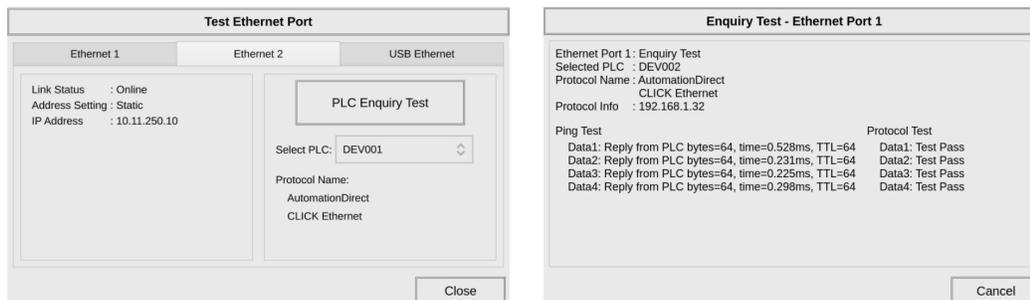 Test Ethernet Port
Ethernet 1 Ethernet 2 USB Ethernet
Link Status : Online
Address Setting : Static
IP Address : 10.11.250.10
PLC Enquiry Test
Select PLC: DEV001
Protocol Name:
AutomationDirect
CLICK Ethernet
Close
Enquiry Test - Ethernet Port 1
Ethernet Port 1 : Enquiry Test
Selected PLC : DEV002
Protocol Name : AutomationDirect
CLICK Ethernet
Protocol Info : 192.168.1.32
Ping Test Protocol Test
Data1: Reply from PLC bytes=64, time=0.528ms, TTL=64 Data1: Test Pass
Data2: Reply from PLC bytes=64, time=0.231ms, TTL=64 Data2: Test Pass
Data3: Reply from PLC bytes=64, time=0.225ms, TTL=64 Data3: Test Pass
Data4: Reply from PLC bytes=64, time=0.298ms, TTL=64 Data4: Test Pass
Cancel